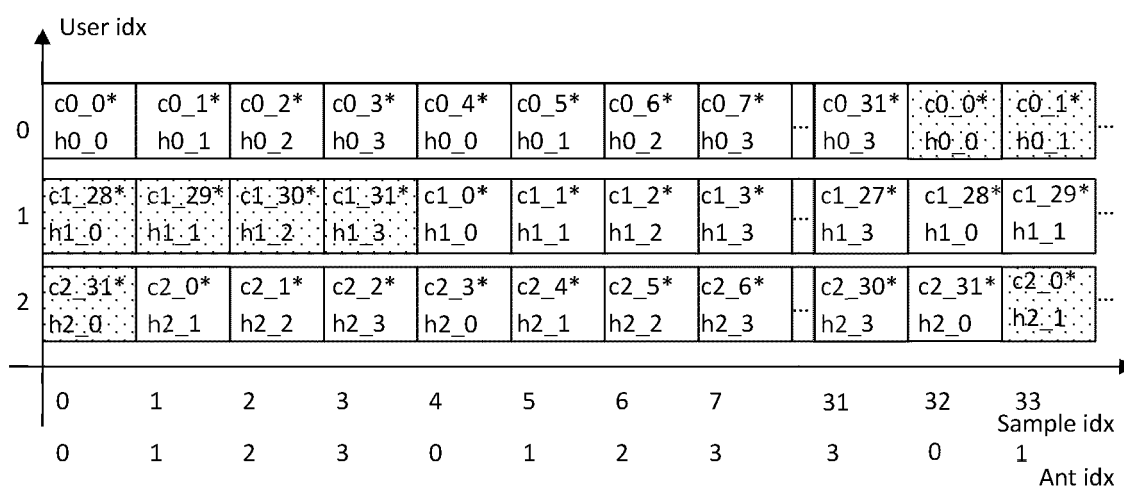 User idx
c0_0* c0_1* c0_2* c0_3* c0_4* c0_5* c0_6* c0_7* c0_31* c0_0* c0_1*
0 ... ...
h0_0 h0_1 h0_2 h0_3 h0_0 h0_1 h0_2 h0_3 h0_3 h0_0 h0_1
c1_28* c1_29* c1_30* c1_31* c1_0* c1_1* c1_2* c1_3* c1_27* c1_28* c1_29*
1 ... ...
h1_0 h1_1 h1_2 h1_3 h1_0 h1_1 h1_2 h1_3 h1_3 h1_0 h1_1
c2_31* c2_0* c2_1* c2_2* c2_3* c2_4* c2_5* c2_6* c2_30* c2_31* c2_0*
2 ... ...
h2_0 h2_1 h2_2 h2_3 h2_0 h2_1 h2_2 h2_3 h2_3 h2_0 h2_1
0 1 2 3 4 5 6 7 31 32 33
Sample idx
0 1 2 3 0 1 2 3 3 0 1
Ant idx